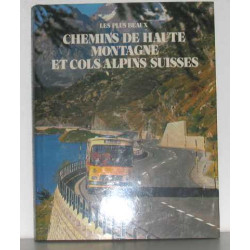 LES PLUS BEAUX
CHEMINS DE HAUTE
MONTAGNE
ET COLS ALPINS SUISSES